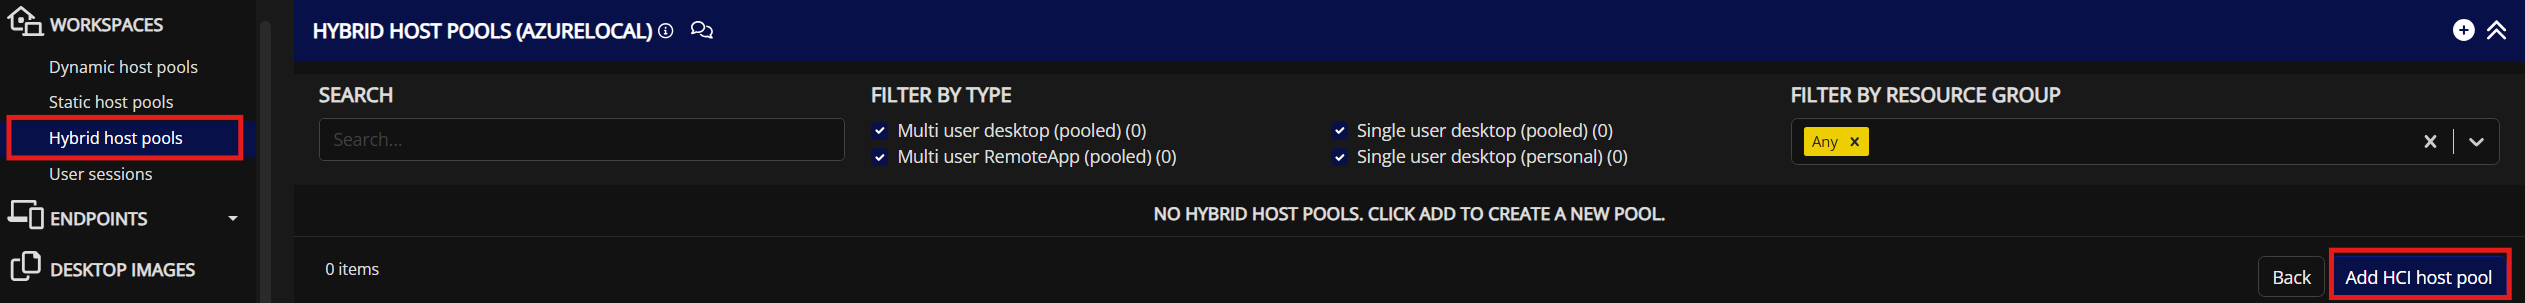 WORKSPACES
Dynamic host pools
Static host pools
Hybrid host pools
User sessions
ENDPOINTS
DESKTOP IMAGES
HYBRID HOST POOLS (AZURELOCAL)
SEARCH
Search...
FILTER BY TYPE
Multi user desktop (pooled) (0)
Single user desktop (pooled) (0)
Multi user RemoteApp (pooled) (0)
Single user desktop (personal) (0)
FILTER BY RESOURCE GROUP
Any
NO HYBRID HOST POOLS. CLICK ADD TO CREATE A NEW POOL.
0 items
Back
Add HCI host pool